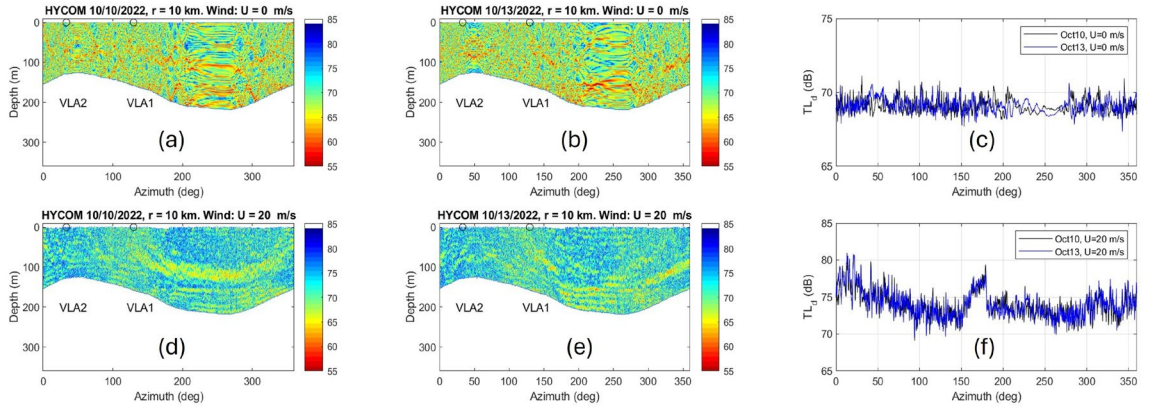 HYCOM 10/10/2022, r = 10 km. Wind: U = 0 m/s
0
100
200
300
Depth (m)
VLA2
VLA1
(a)
0 100 200 300
Azimuth (deg)
85
80
75
70
65
60
55
HYCOM 10/13/2022, r = 10 km. Wind: U = 0 m/s
0
100
200
300
Depth (m)
VLA2
VLA1
(b)
0 50 100 150 200 250 300 350
Azimuth (deg)
85
80
75
70
65
60
55
75
70
65
TL_d (dB)
Oct10, U=0 m/s
Oct13, U=0 m/s
(c)
0 50 100 150 200 250 300 350
Azimuth (deg)
HYCOM 10/10/2022, r = 10 km. Wind: U = 20 m/s
0
100
200
300
Depth (m)
VLA2
VLA1
(d)
0 100 200 300
Azimuth (deg)
85
80
75
70
65
60
55
HYCOM 10/13/2022, r = 10 km. Wind: U = 20 m/s
0
100
200
300
Depth (m)
VLA2
VLA1
(e)
0 50 100 150 200 250 300 350
Azimuth (deg)
85
80
75
70
65
60
55
85
80
75
70
65
TL_d (dB)
Oct10, U=20 m/s
Oct13, U=20 m/s
(f)
0 50 100 150 200 250 300 350
Azimuth (deg)